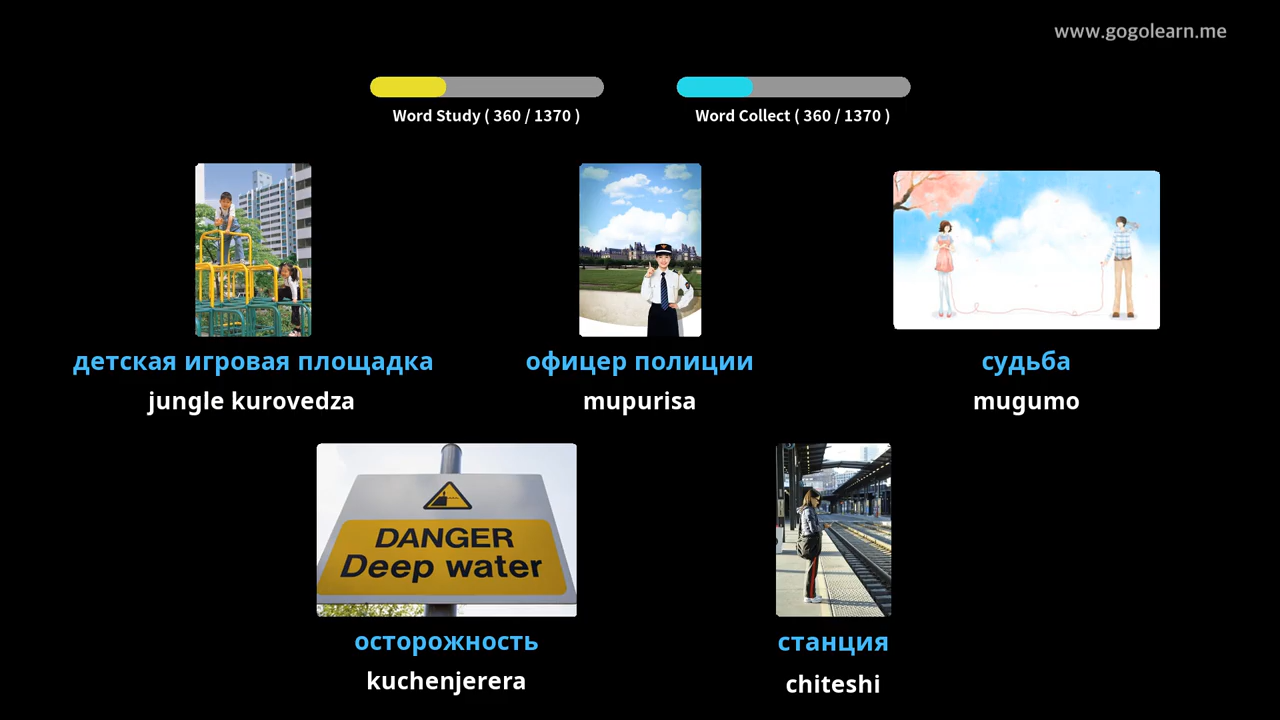 www.gogolearn.me
Word Study ( 360 / 1370 )
Word Collect ( 360 / 1370 )
детская игровая площадка
jungle kurovedza
офицер полиции
mupurisa
судьба
mugumo
DANGER
Deep water
осторожность
kuchenjerera
станция
chiteshi